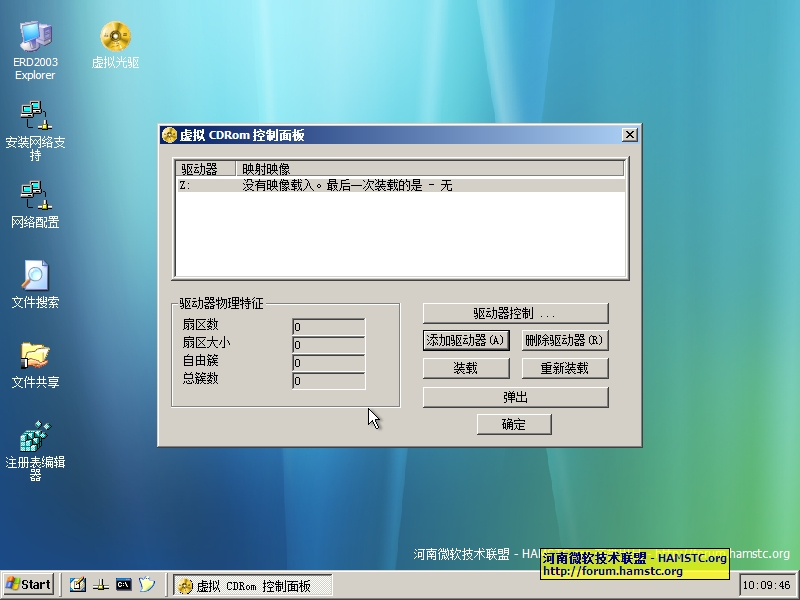 ERD2003
Explorer
虚拟光驱
安装网络支
持
网络配置
文件搜索
文件共享
注册表编辑
器
虚拟 CDRom 控制面板
驱动器 映射映像
Z: 没有映像载入。最后一次装载的是 - 无
驱动器物理特征
扇区数 0
扇区大小 0
自由簇 0
总簇数 0
驱动器控制 ...
添加驱动器(A) 删除驱动器(R)
装载 重新装载
弹出
确定
河南微软技术联盟 - HA
hamstc.org
河南微软技术联盟 - HAMSTC.org
http://forum.hamstc.org
Start
虚拟 CDRom 控制面板
10:09:46